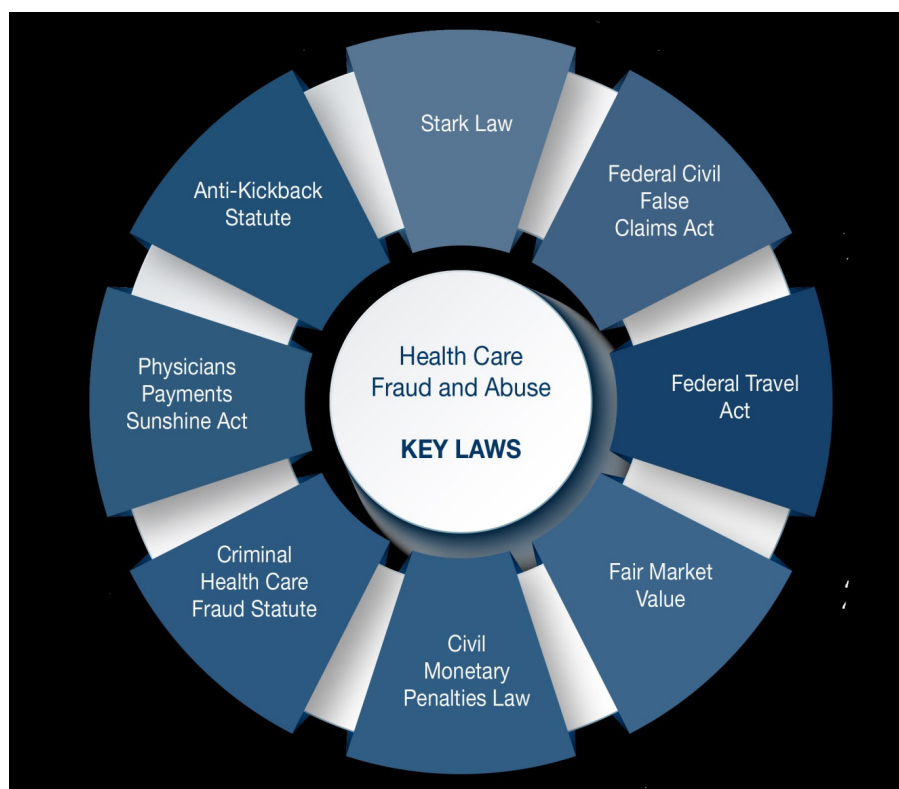 Stark Law
Federal Civil
False
Claims Act
Federal Travel
Act
Fair Market
Value
Civil
Monetary
Penalties Law
Criminal
Health Care
Fraud Statute
Physicians
Payments
Sunshine Act
Anti-Kickback
Statute
Health Care
Fraud and Abuse
KEY LAWS